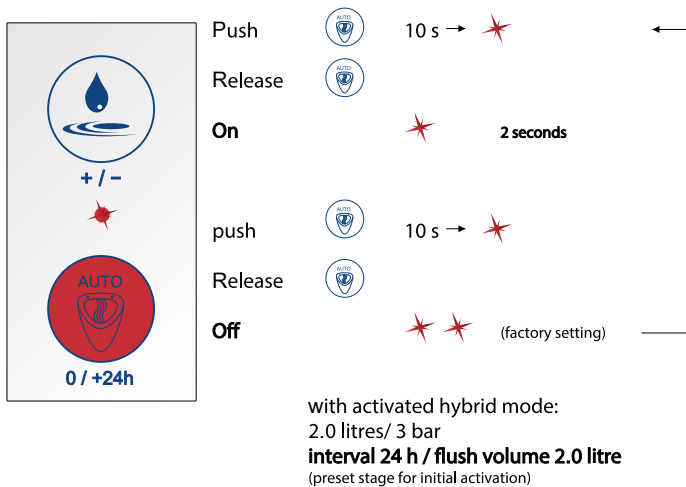 Push 10 s →
AUTO
Release
AUTO
On 2 seconds
+ / −
push 10 s →
AUTO
Release
AUTO
AUTO
Off (factory setting)
0 / +24h
with activated hybrid mode:
2.0 litres/ 3 bar
interval 24 h / flush volume 2.0 litre
(preset stage for initial activation)